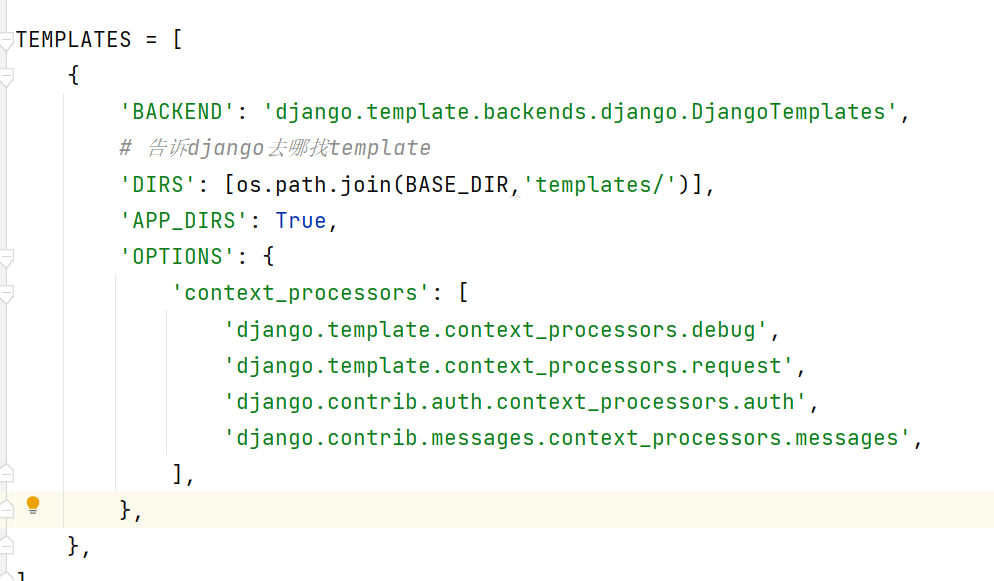 TEMPLATES = [
    {
        'BACKEND': 'django.template.backends.django.DjangoTemplates',
        # 告诉django去哪找template
        'DIRS': [os.path.join(BASE_DIR,'templates/')],
        'APP_DIRS': True,
        'OPTIONS': {
            'context_processors': [
                'django.template.context_processors.debug',
                'django.template.context_processors.request',
                'django.contrib.auth.context_processors.auth',
                'django.contrib.messages.context_processors.messages',
            ],
        },
    },
]